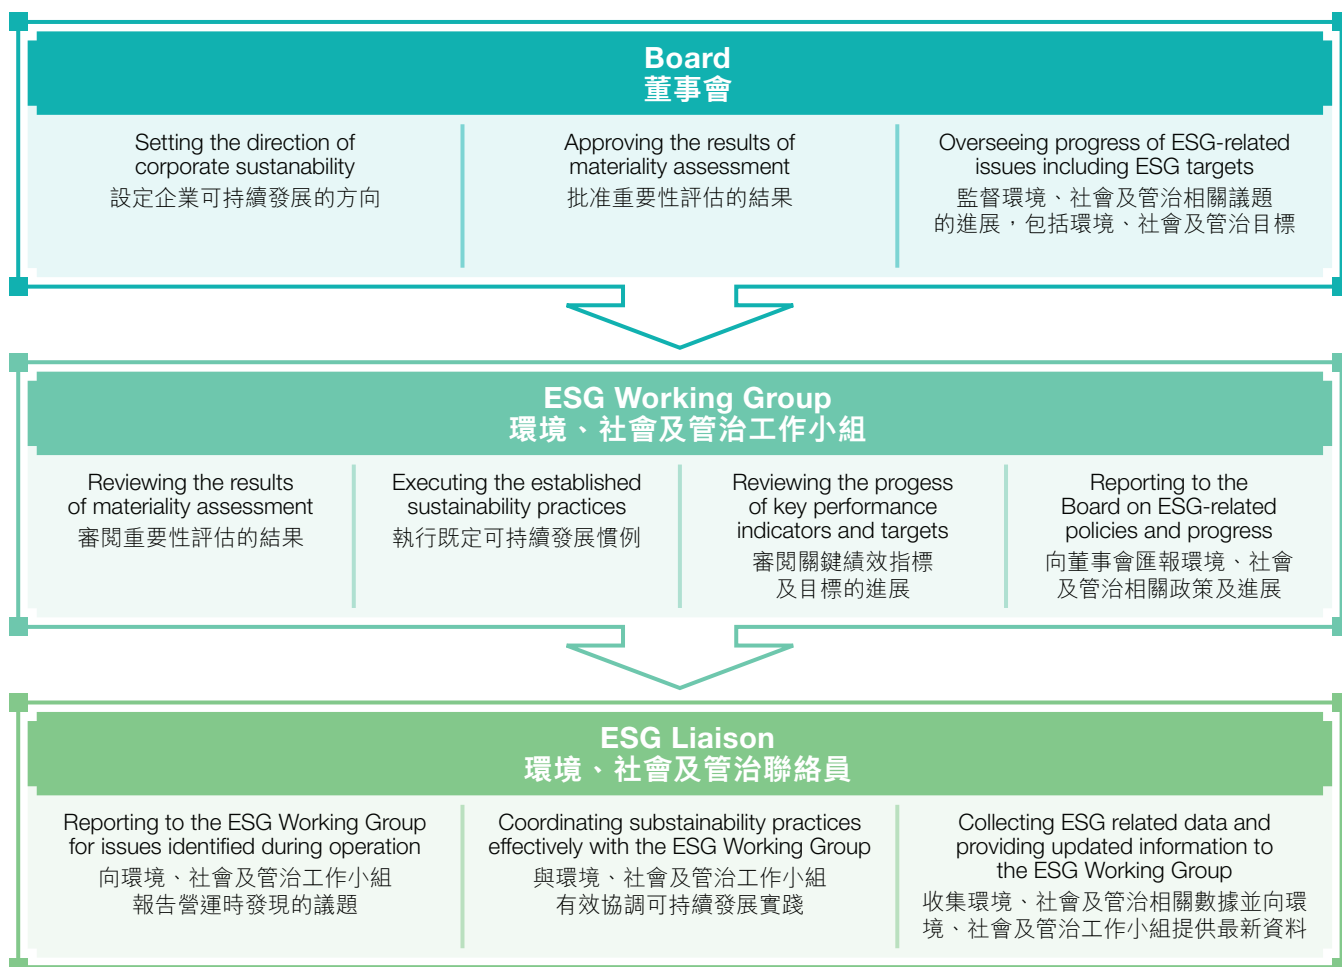 Board
董事會
Setting the direction of
corporate sustanability
設定企業可持續發展的方向
Approving the results of
materiality assessment
批准重要性評估的結果
Overseeing progress of ESG-related
issues including ESG targets
監督環境、社會及管治相關議題
的進展，包括環境、社會及管治目標
ESG Working Group
環境、社會及管治工作小組
Reviewing the results
of materiality assessment
審閱重要性評估的結果
Executing the established
sustainability practices
執行既定可持續發展慣例
Reviewing the progess
of key performance
indicators and targets
審閱關鍵績效指標
及目標的進展
Reporting to the
Board on ESG-related
policies and progress
向董事會匯報環境、社會
及管治相關政策及進展
ESG Liaison
環境、社會及管治聯絡員
Reporting to the ESG Working Group
for issues identified during operation
向環境、社會及管治工作小組
報告營運時發現的議題
Coordinating substainability practices
effectively with the ESG Working Group
與環境、社會及管治工作小組
有效協調可持續發展實踐
Collecting ESG related data and
providing updated information to
the ESG Working Group
收集環境、社會及管治相關數據並向環
境、社會及管治工作小組提供最新資料